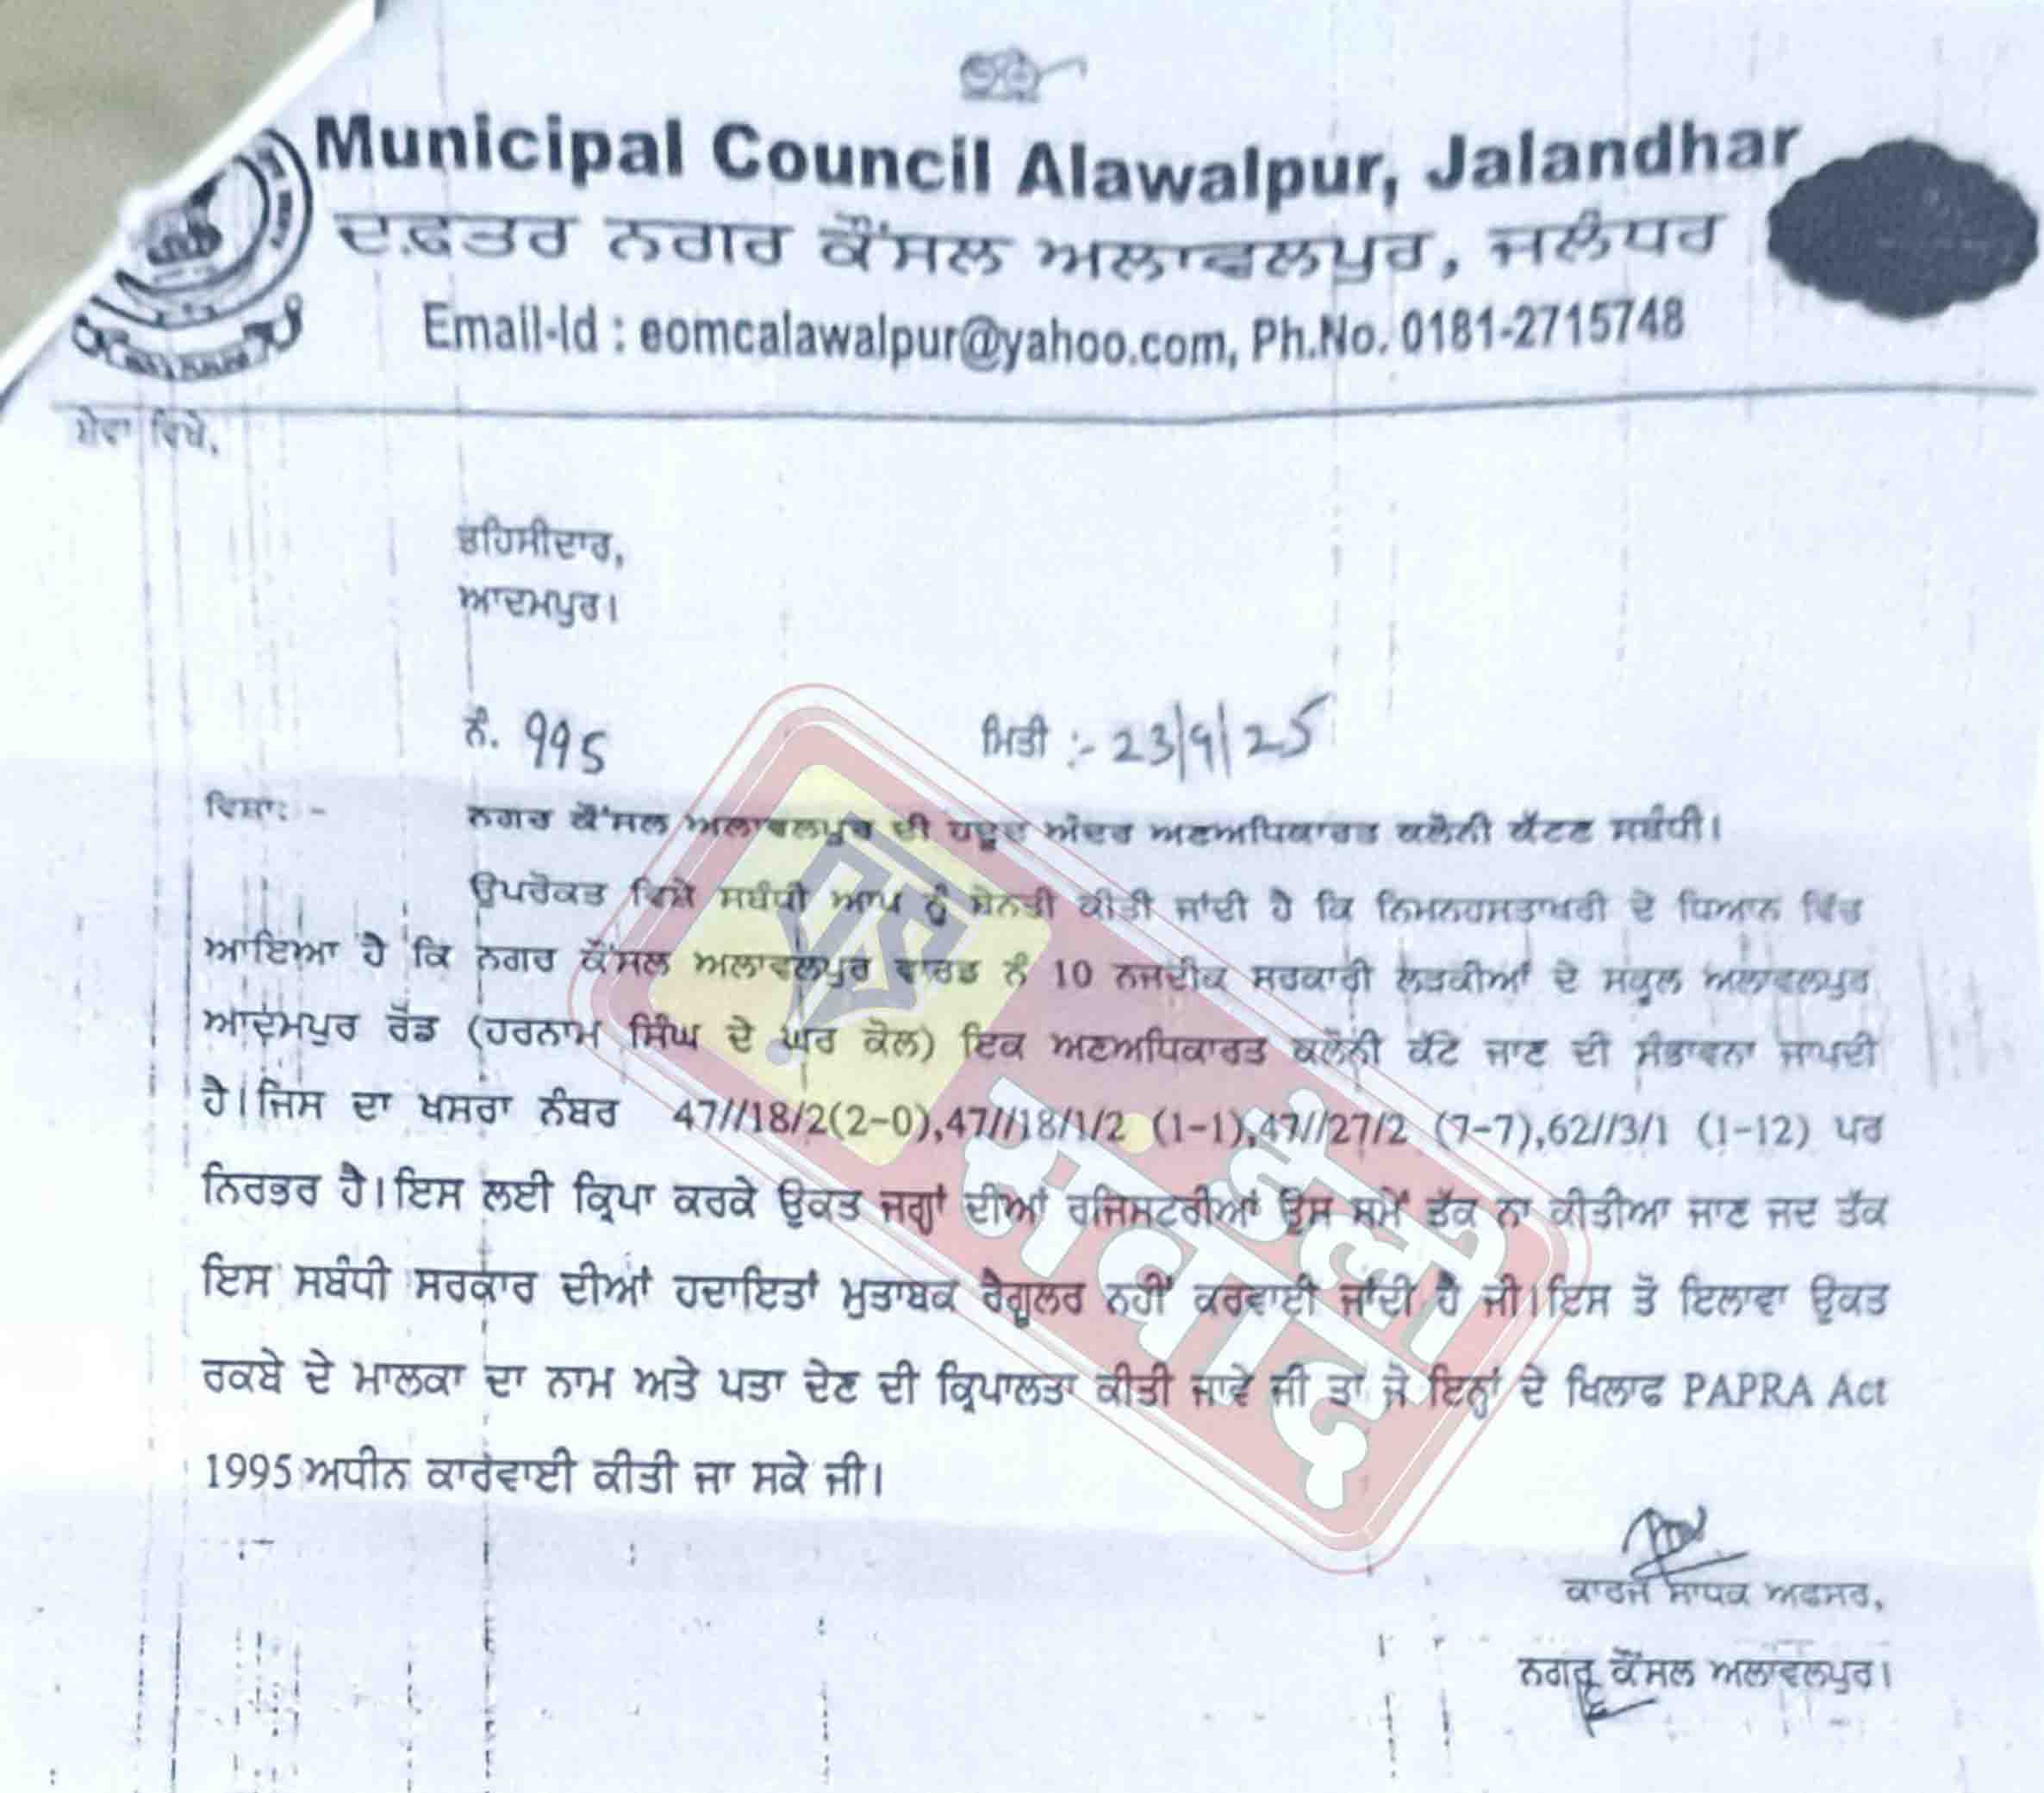 Municipal Council Alawalpur, Jalandhar
ਦਫ਼ਤਰ ਨਗਰ ਕੌਂਸਲ ਅਲਾਵਲਪੁਰ, ਜਲੰਧਰ
Email-Id : eomcalawalpur@yahoo.com, Ph.No. 0181-2715748
ਸੇਵਾ ਵਿਖੇ,
ਤਹਿਸੀਦਾਰ,
ਆਦਮਪੁਰ।
ਨੰ. 995 ਮਿਤੀ :- 23/9/25
ਵਿਸ਼ਾ: - ਨਗਰ ਕੌਂਸਲ ਅਲਾਵਲਪੁਰ ਦੀ ਹਦੂਦ ਅੰਦਰ ਅਣਅਧਿਕਾਰਤ ਕਲੋਨੀ ਕੱਟਣ ਸਬੰਧੀ।
ਉਪਰੋਕਤ ਵਿਸ਼ੇ ਸਬੰਧੀ ਆਪ ਨੂੰ ਬੇਨਤੀ ਕੀਤੀ ਜਾਂਦੀ ਹੈ ਕਿ ਨਿਮਨਹਸਤਾਖਰੀ ਦੇ ਧਿਆਨ ਵਿੱਚ
ਆਇਆ ਹੈ ਕਿ ਨਗਰ ਕੌਂਸਲ ਅਲਾਵਲਪੁਰ ਵਾਰਡ ਨੰ 10 ਨਜਦੀਕ ਸਰਕਾਰੀ ਲੜਕੀਆਂ ਦੇ ਸਕੂਲ ਅਲਾਵਲਪੁਰ
ਆਦਮਪੁਰ ਰੋਡ (ਹਰਨਾਮ ਸਿੰਘ ਦੇ ਘਰ ਕੋਲ) ਇਕ ਅਣਅਧਿਕਾਰਤ ਕਲੋਨੀ ਕੱਟੇ ਜਾਣ ਦੀ ਸੰਭਾਵਨਾ ਜਾਪਦੀ
ਹੈ।ਜਿਸ ਦਾ ਖਸਰਾ ਨੰਬਰ 47//18/2(2-0),47//18/1/2 (1-1),47//27/2 (7-7),62//3/1 (1-12) ਪਰ
ਨਿਰਭਰ ਹੈ।ਇਸ ਲਈ ਕ੍ਰਿਪਾ ਕਰਕੇ ਉਕਤ ਜਗ੍ਹਾਂ ਦੀਆਂ ਰਜਿਸਟਰੀਆਂ ਉਸ ਸਮੇਂ ਤੱਕ ਨਾ ਕੀਤੀਆ ਜਾਣ ਜਦ ਤੱਕ
ਇਸ ਸਬੰਧੀ ਸਰਕਾਰ ਦੀਆਂ ਹਦਾਇਤਾਂ ਮੁਤਾਬਕ ਰੈਗੂਲਰ ਨਹੀਂ ਕਰਵਾਈ ਜਾਂਦੀ ਹੈ ਜੀ।ਇਸ ਤੋ ਇਲਾਵਾ ਉਕਤ
ਰਕਬੇ ਦੇ ਮਾਲਕਾ ਦਾ ਨਾਮ ਅਤੇ ਪਤਾ ਦੇਣ ਦੀ ਕ੍ਰਿਪਾਲਤਾ ਕੀਤੀ ਜਾਵੇ ਜੀ ਤਾਂ ਜੋ ਇਨ੍ਹਾਂ ਦੇ ਖਿਲਾਫ PAPRA Act
1995 ਅਧੀਨ ਕਾਰਵਾਈ ਕੀਤੀ ਜਾ ਸਕੇ ਜੀ।
ਕਾਰਜ ਸਾਧਕ ਅਫਸਰ,
ਨਗਰ ਕੌਂਸਲ ਅਲਾਵਲਪੁਰ।
संवाद